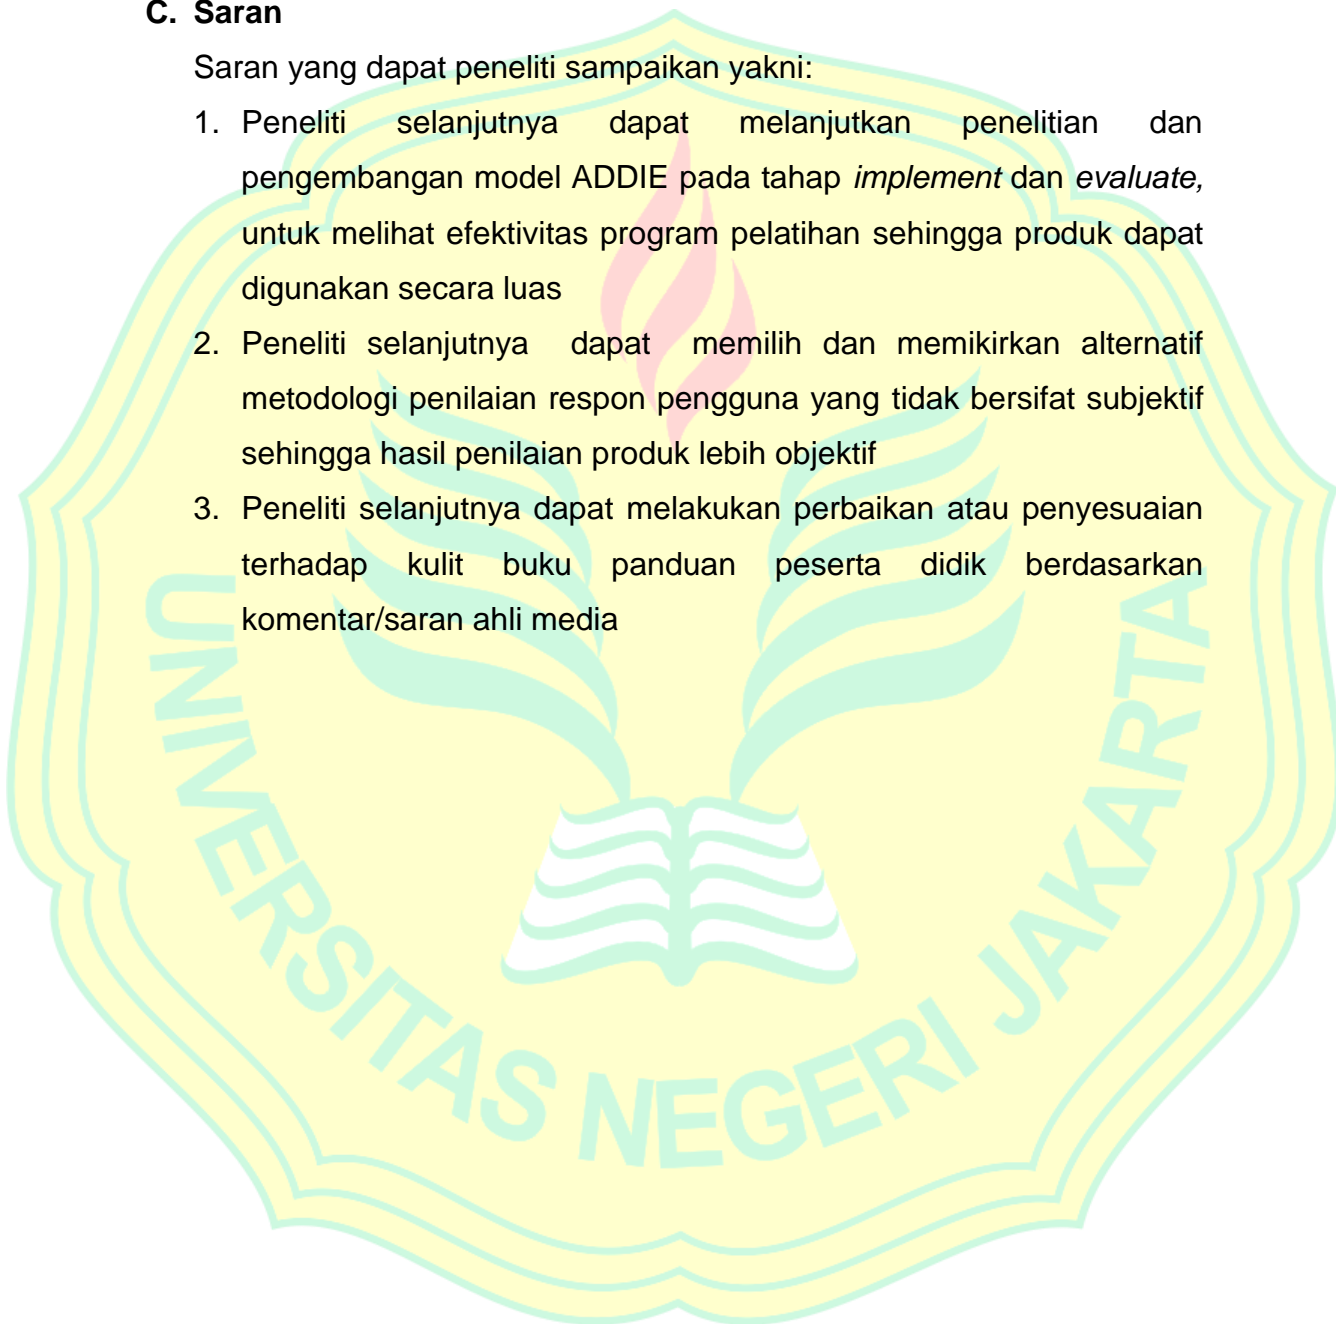 C. Saran
Saran yang dapat peneliti sampaikan yakni:
1. Peneliti selanjutnya dapat melanjutkan penelitian dan
pengembangan model ADDIE pada tahap implement dan evaluate,
untuk melihat efektivitas program pelatihan sehingga produk dapat
digunakan secara luas
2. Peneliti selanjutnya dapat memilih dan memikirkan alternatif
metodologi penilaian respon pengguna yang tidak bersifat subjektif
sehingga hasil penilaian produk lebih objektif
3. Peneliti selanjutnya dapat melakukan perbaikan atau penyesuaian
terhadap kulit buku panduan peserta didik berdasarkan
komentar/saran ahli media
UNIVERSITAS NEGERI JAKARTA